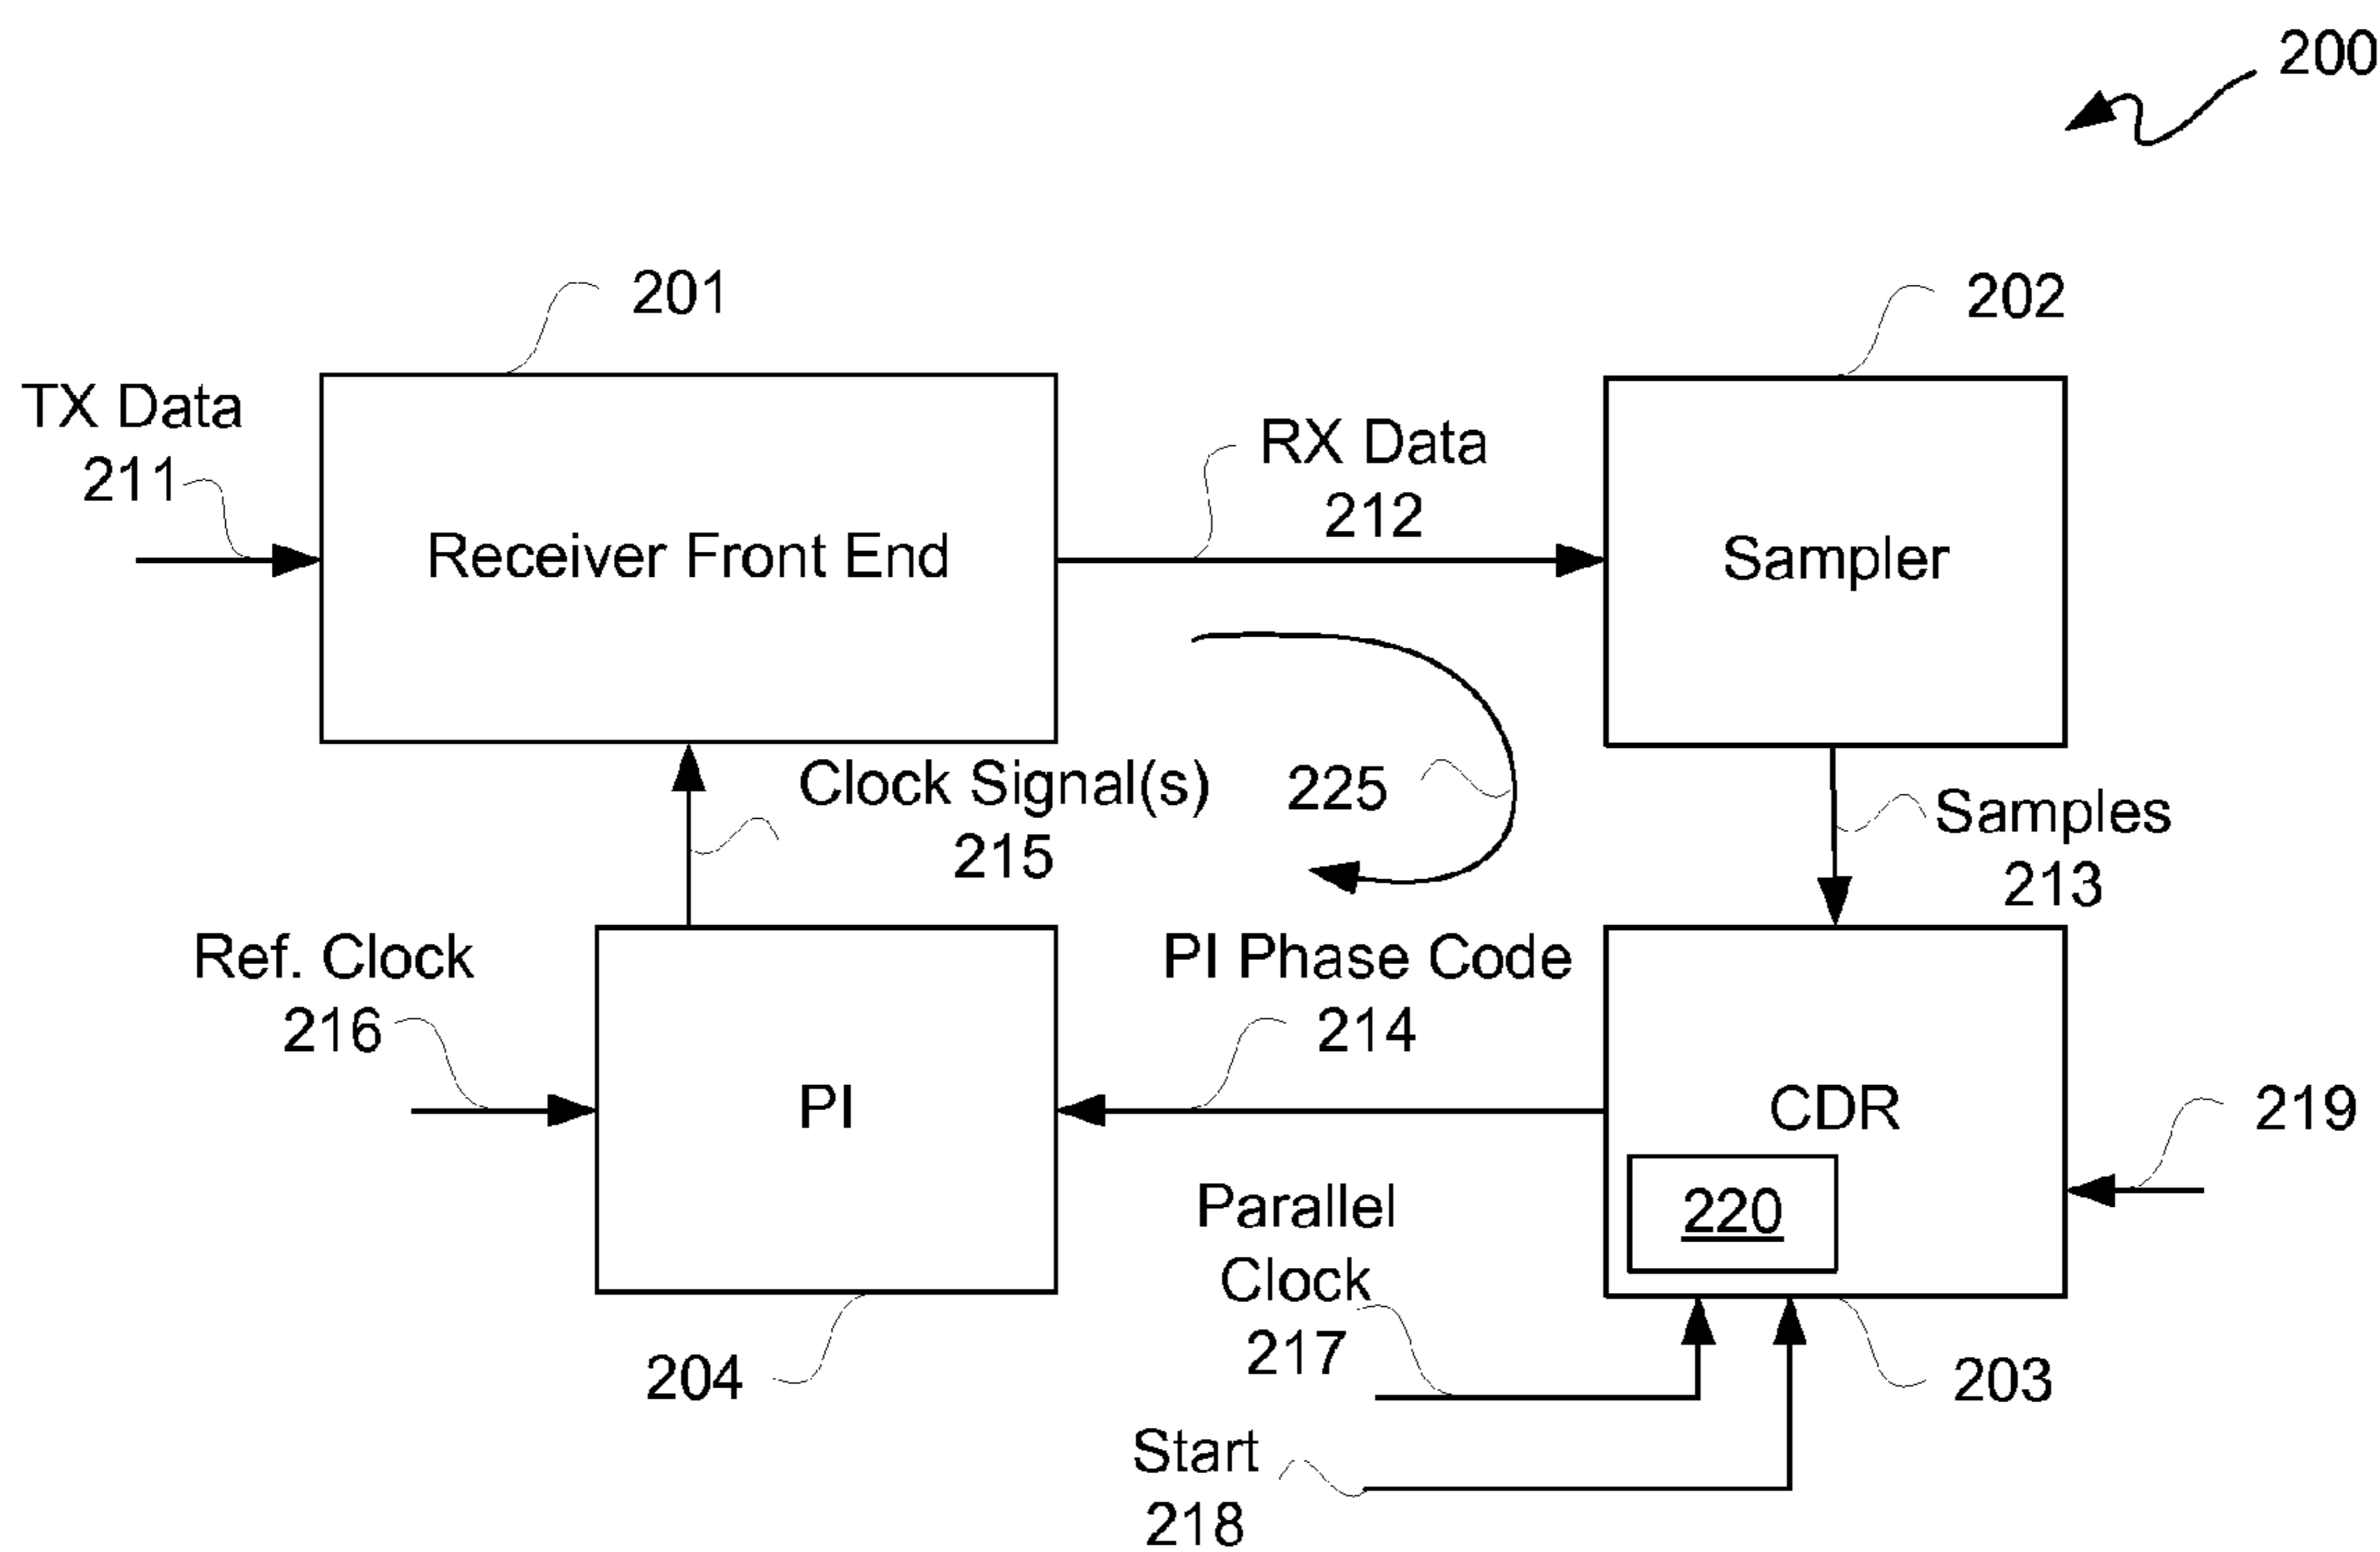 200
201
202
TX Data
211
RX Data
212
Receiver Front End
Sampler
Clock Signal(s)
215
225
Samples
213
Ref. Clock
216
PI Phase Code
214
PI
CDR
219
220
Parallel
Clock
217
204
203
Start
218